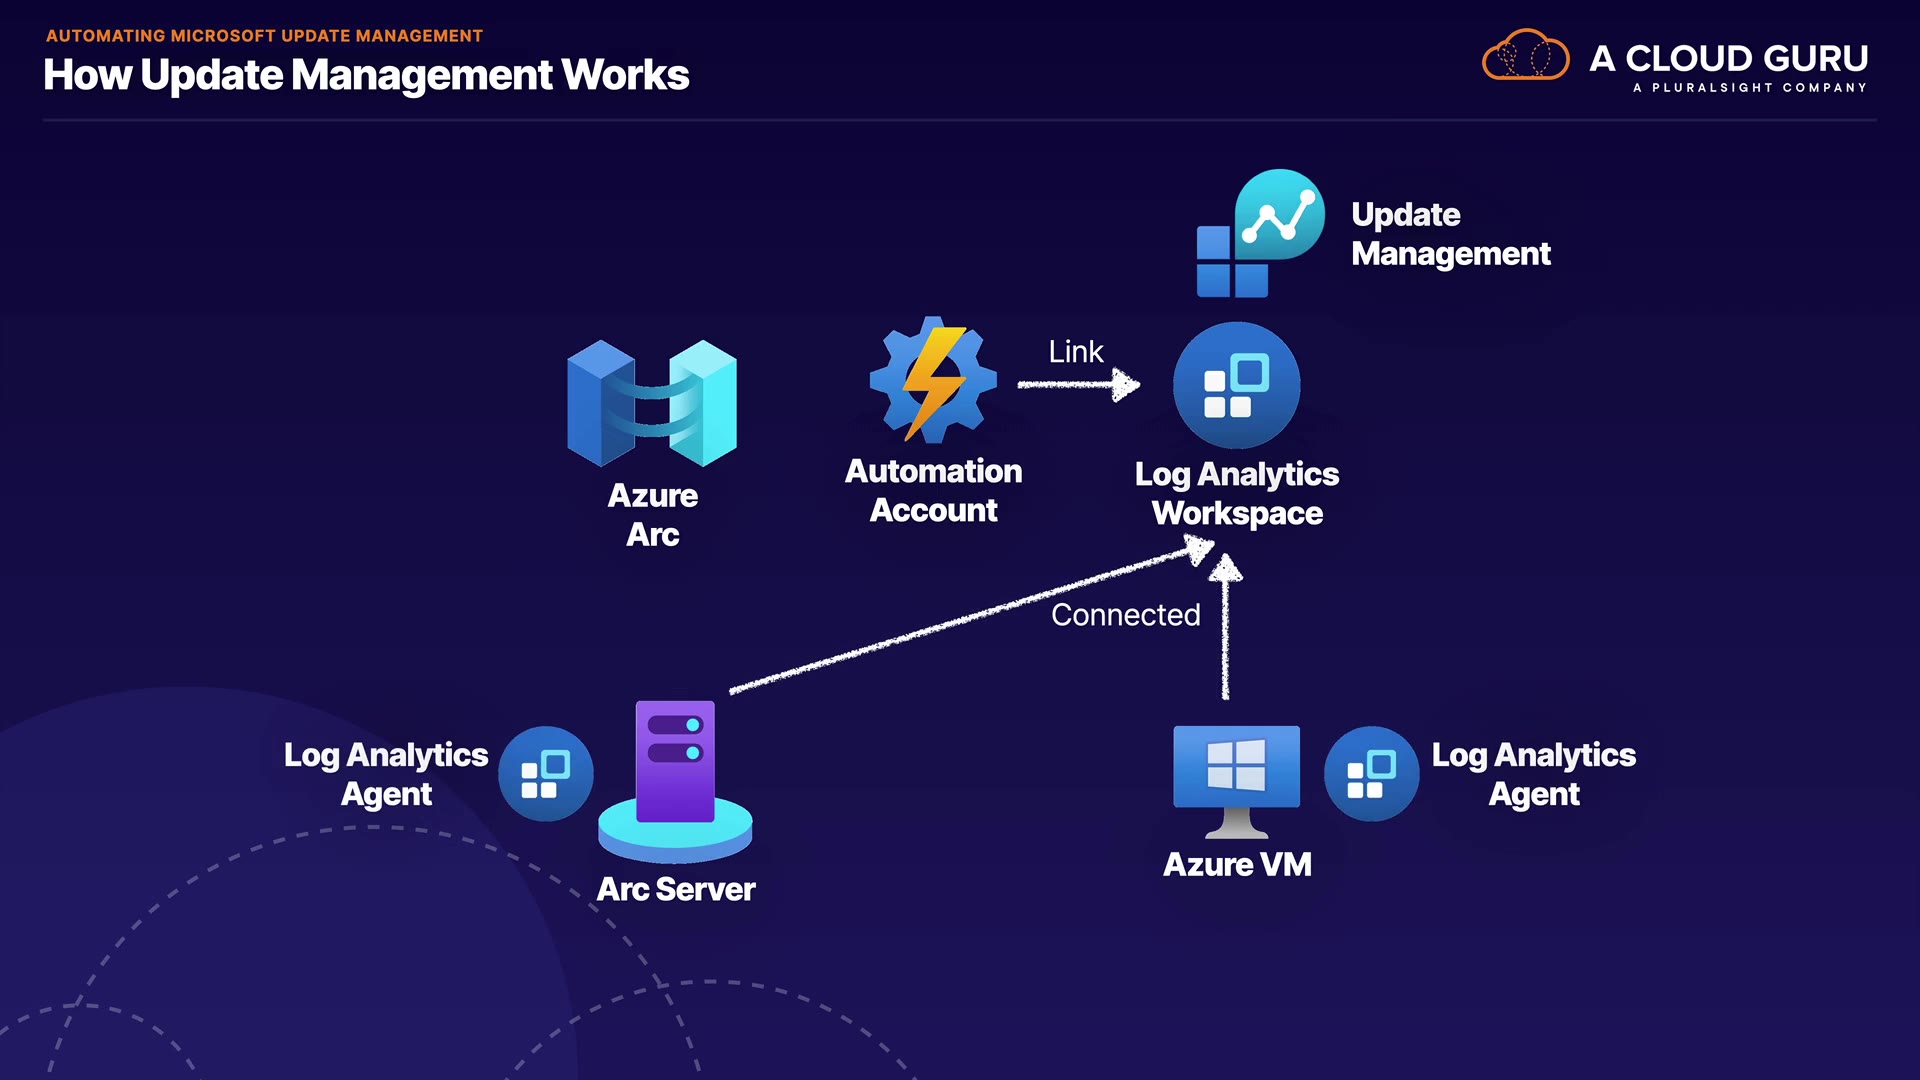 AUTOMATING MICROSOFT UPDATE MANAGEMENT
How Update Management Works
A CLOUD GURU
A PLURALSIGHT COMPANY
Update
Management
Link
Azure
Arc
Automation
Account
Log Analytics
Workspace
Connected
Log Analytics
Agent
Arc Server
Azure VM
Log Analytics
Agent